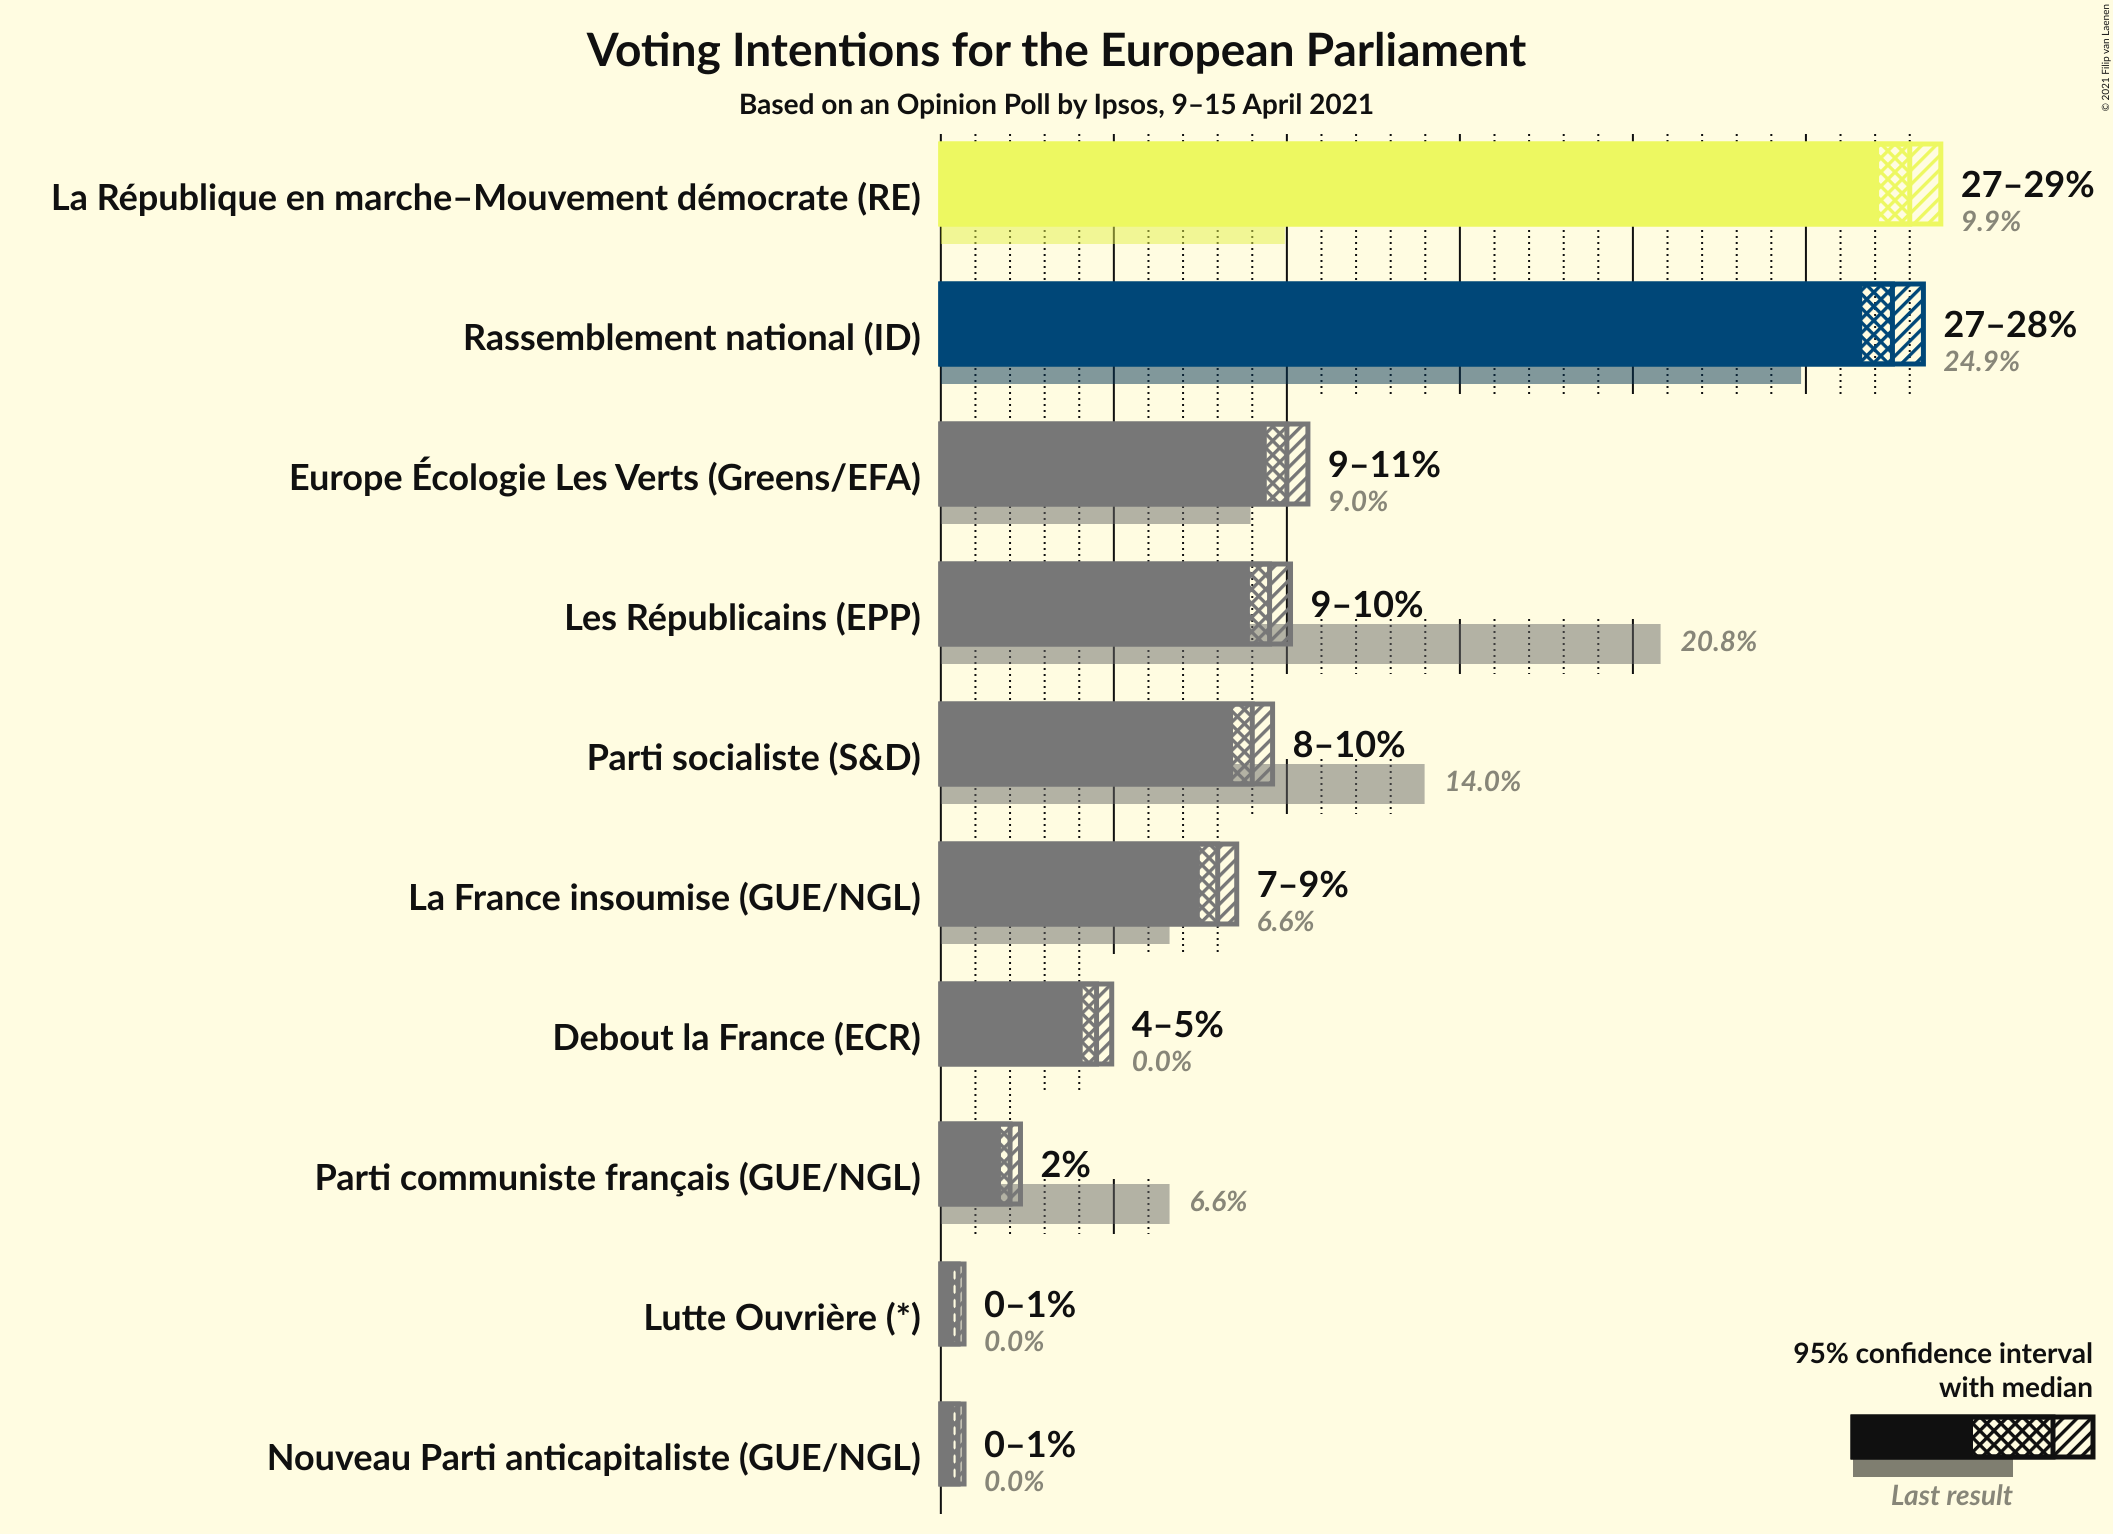 Voting Intentions for the European Parliament
Based on an Opinion Poll by Ipsos, 9–15 April 2021
© 2021 Filip van Laenen
La République en marche–Mouvement démocrate (RE)
27–29%
9.9%
Rassemblement national (ID)
27–28%
24.9%
Europe Écologie Les Verts (Greens/EFA)
9–11%
9.0%
Les Républicains (EPP)
9–10%
20.8%
Parti socialiste (S&D)
8–10%
14.0%
La France insoumise (GUE/NGL)
7–9%
6.6%
Debout la France (ECR)
4–5%
0.0%
Parti communiste français (GUE/NGL)
2%
6.6%
Lutte Ouvrière (*)
0–1%
0.0%
Nouveau Parti anticapitaliste (GUE/NGL)
0–1%
0.0%
95% confidence interval
with median
Last result